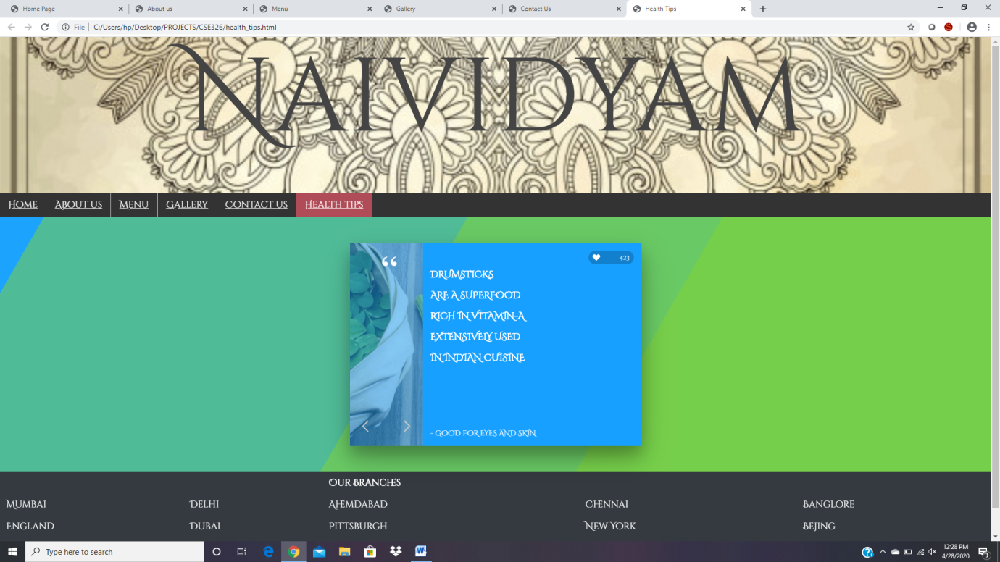 Home Page About us Menu Gallery Contact Us Health Tips
File C:/Users/hp/Desktop/PROJECTS/CSE326/health_tips.html
NAIVIDYAM
HOME ABOUT US MENU GALLERY CONTACT US HEALTH TIPS
“
423
DRUMSTICKS
ARE A SUPERFOOD
RICH IN VITAMIN-A
EXTENSIVELY USED
IN INDIAN CUISINE
- GOOD FOR EYES AND SKIN
OUR BRANCHES
MUMBAI DELHI AHEMDABAD CHENNAI BANGLORE
ENGLAND DUBAI PITTSBURGH NEW YORK BEJING
Type here to search
12:28 PM
4/28/2020
3